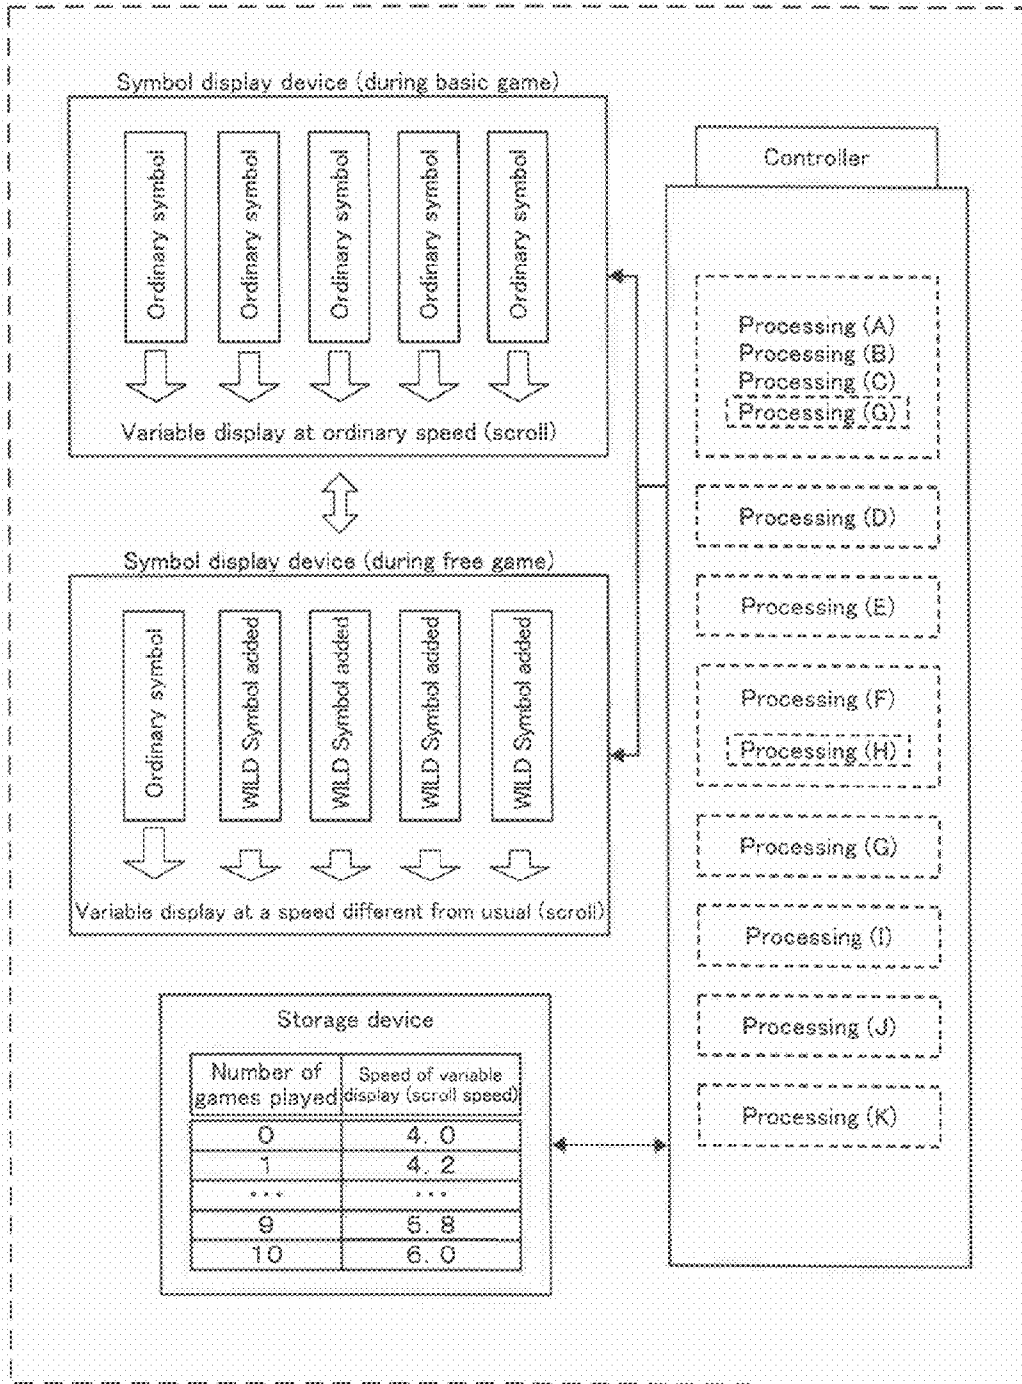 Symbol display device (during basic game)
Ordinary symbol
Ordinary symbol
Ordinary symbol
Ordinary symbol
Ordinary symbol
Variable display at ordinary speed (scroll)
Symbol display device (during free game)
Ordinary symbol
WILD Symbol added
WILD Symbol added
WILD Symbol added
WILD Symbol added
Variable display at a speed different from usual (scroll)
Storage device
Number of
games played
Speed of variable
display (scroll speed)
0 4.0
1 4.2
... ...
9 5.8
10 6.0
Controller
Processing (A)
Processing (B)
Processing (C)
Processing (G)
Processing (D)
Processing (E)
Processing (F)
Processing (H)
Processing (G)
Processing (I)
Processing (J)
Processing (K)